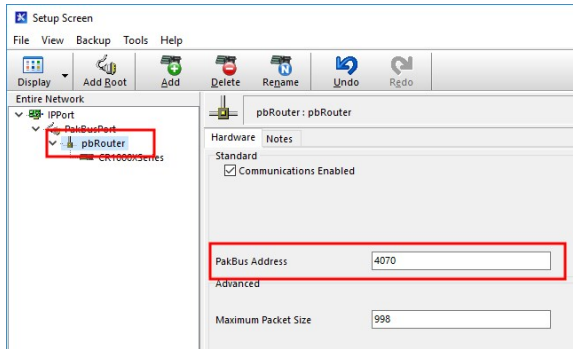 Setup Screen
File View Backup Tools Help
Display Add Root Add Delete Rename Undo Redo
Entire Network
IPPort
PakBusPort
pbRouter
CR1000XSeries
pbRouter : pbRouter
Hardware Notes
Standard
Communications Enabled
PakBus Address 4070
Advanced
Maximum Packet Size 998